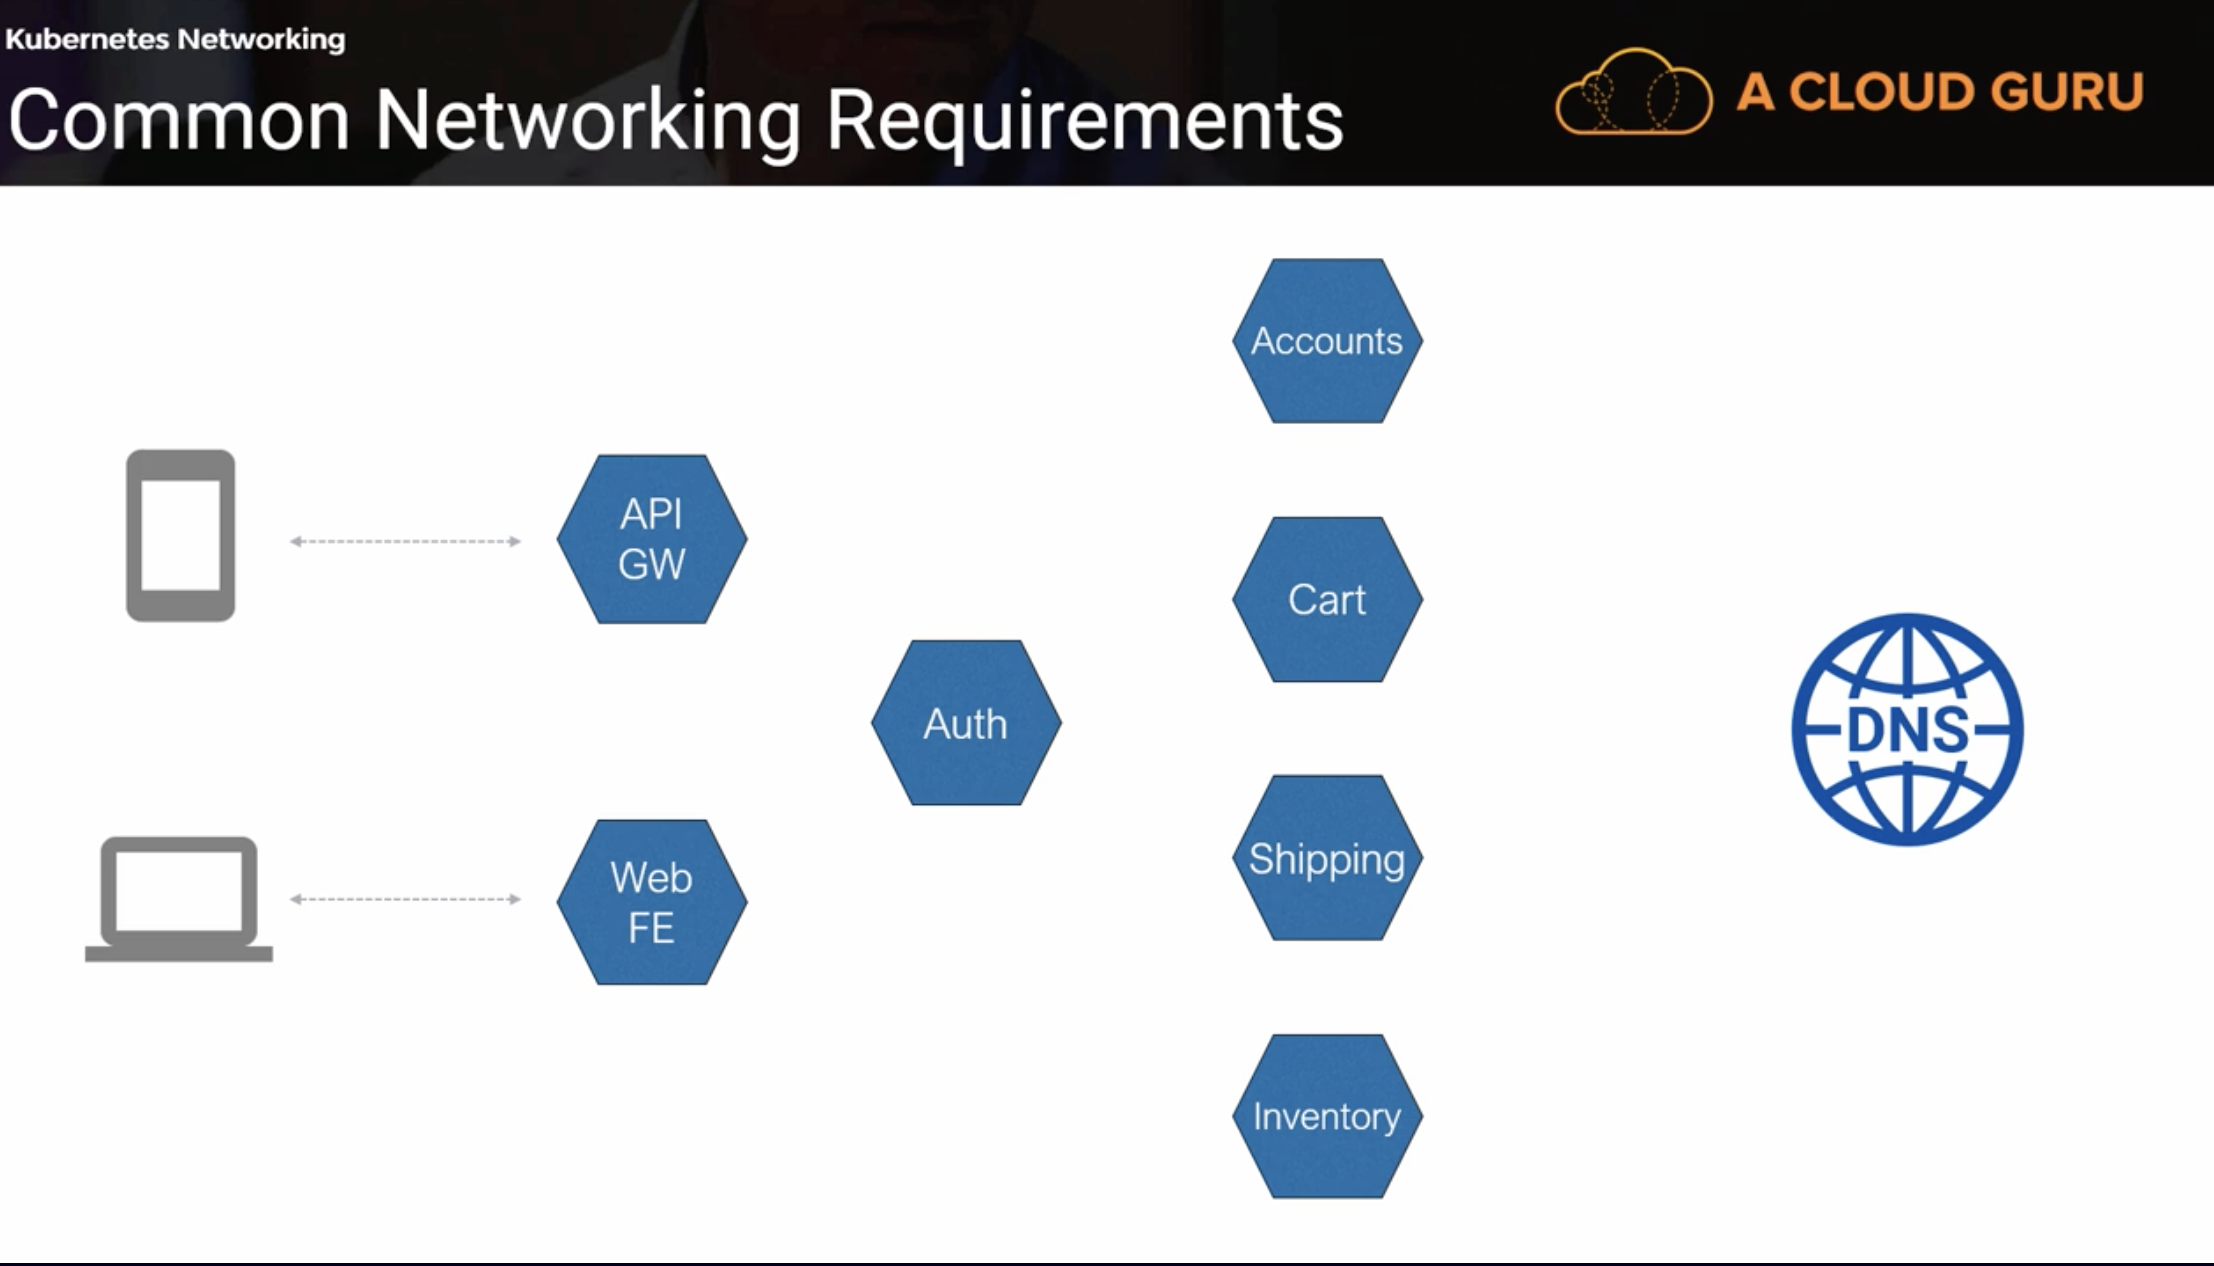 Kubernetes Networking
Common Networking Requirements
A CLOUD GURU
Accounts
API
GW
Cart
Auth
DNS
Web
FE
Shipping
Inventory